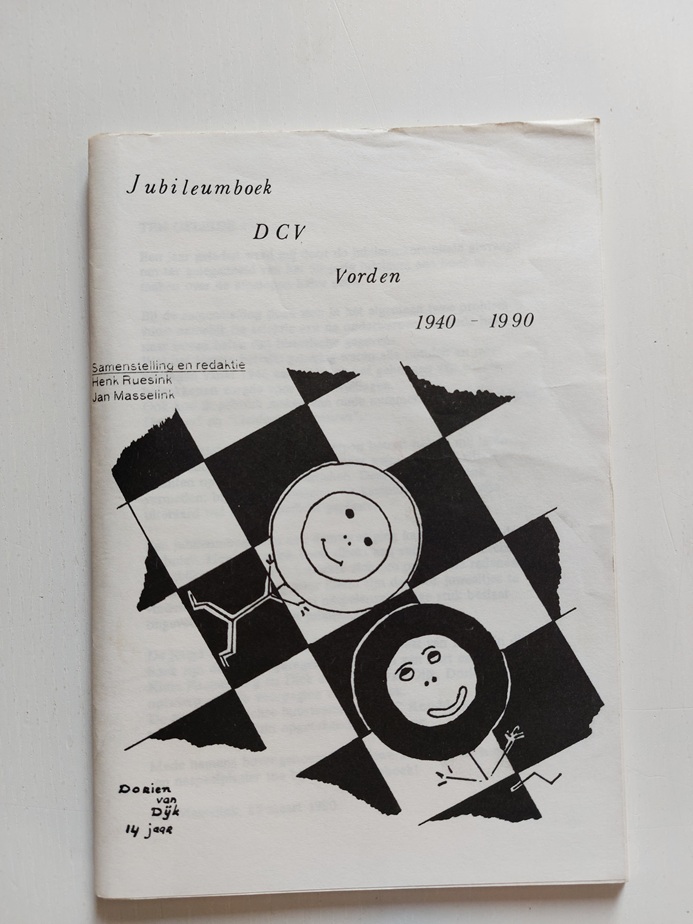 Jubileumboek
DCV
Vorden
1940 - 1990
Samenstelling en redaktie
Henk Ruesink
Jan Masselink
Dorien
van
Dijk
14 jaar